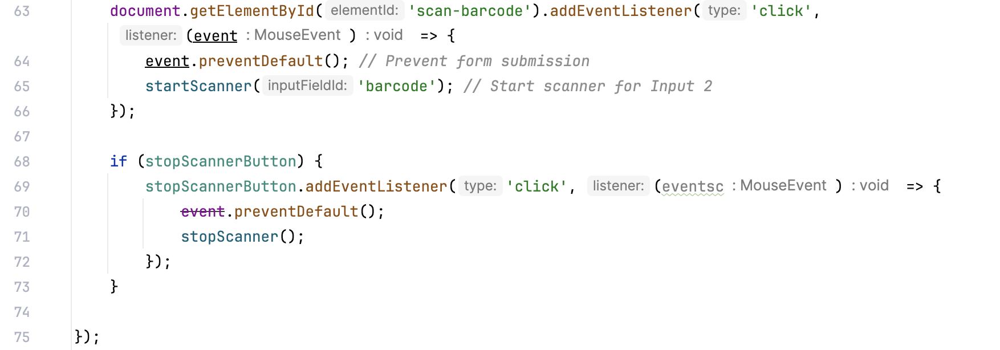 63 document.getElementById( elementId: 'scan-barcode').addEventListener( type: 'click',
listener: (event : MouseEvent ) : void => {
64 event.preventDefault(); // Prevent form submission
65 startScanner( inputFieldId: 'barcode'); // Start scanner for Input 2
66 });
67
68 if (stopScannerButton) {
69 stopScannerButton.addEventListener( type: 'click', listener: (eventsc : MouseEvent ) : void => {
70 event.preventDefault();
71 stopScanner();
72 });
73 }
74
75 });